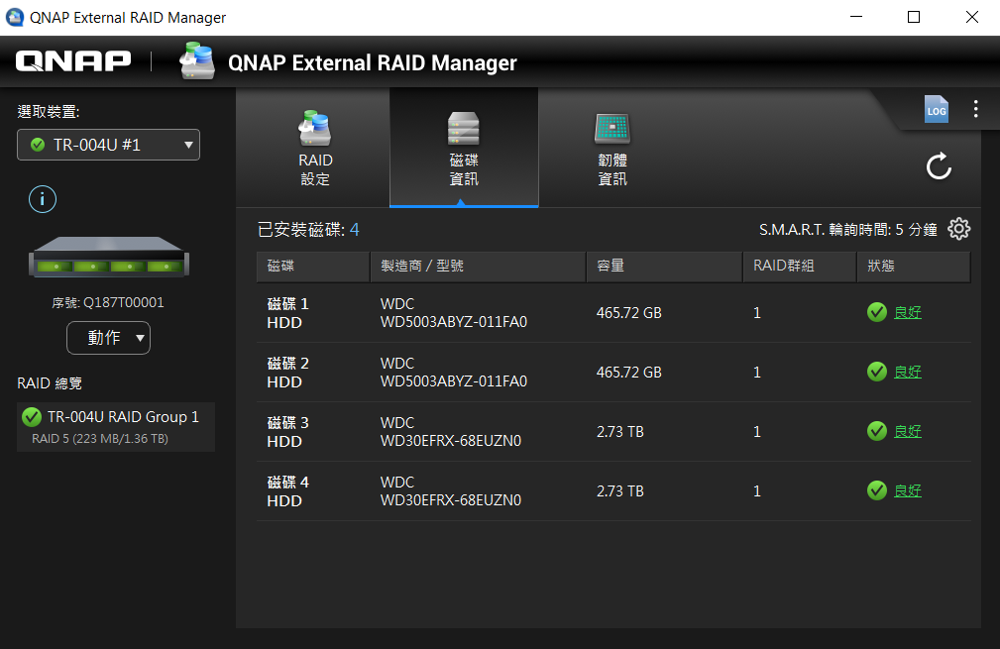 QNAP External RAID Manager
QNAP
QNAP External RAID Manager
選取裝置:
TR-004U #1
序號: Q187T00001
動作
RAID 總覽
TR-004U RAID Group 1
RAID 5 (223 MB/1.36 TB)
RAID
設定
磁碟
資訊
韌體
資訊
LOG
已安裝磁碟: 4
S.M.A.R.T. 輪詢時間: 5 分鐘
磁碟 製造商 / 型號 容量 RAID群組 狀態
磁碟 1
HDD
WDC
WD5003ABYZ-011FA0
465.72 GB
1
良好
磁碟 2
HDD
WDC
WD5003ABYZ-011FA0
465.72 GB
1
良好
磁碟 3
HDD
WDC
WD30EFRX-68EUZN0
2.73 TB
1
良好
磁碟 4
HDD
WDC
WD30EFRX-68EUZN0
2.73 TB
1
良好